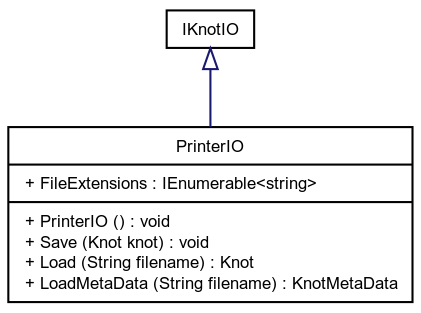 IKnotIO
PrinterIO
+ FileExtensions : IEnumerable<string>
+ PrinterIO () : void
+ Save (Knot knot) : void
+ Load (String filename) : Knot
+ LoadMetaData (String filename) : KnotMetaData